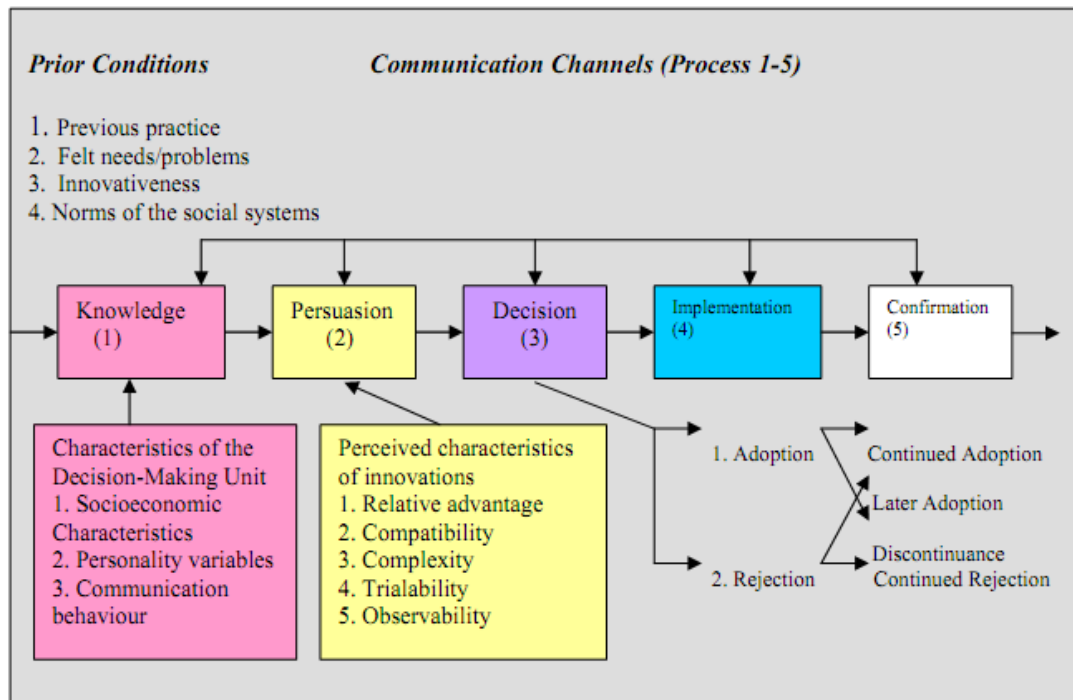 Prior Conditions
Communication Channels (Process 1-5)
1. Previous practice
2. Felt needs/problems
3. Innovativeness
4. Norms of the social systems
Knowledge
(1)
Persuasion
(2)
Decision
(3)
Implementation
(4)
Confirmation
(5)
Characteristics of the
Decision-Making Unit
1. Socioeconomic
Characteristics
2. Personality variables
3. Communication
behaviour
Perceived characteristics
of innovations
1. Relative advantage
2. Compatibility
3. Complexity
4. Trialability
5. Observability
1. Adoption
2. Rejection
Continued Adoption
Later Adoption
Discontinuance
Continued Rejection